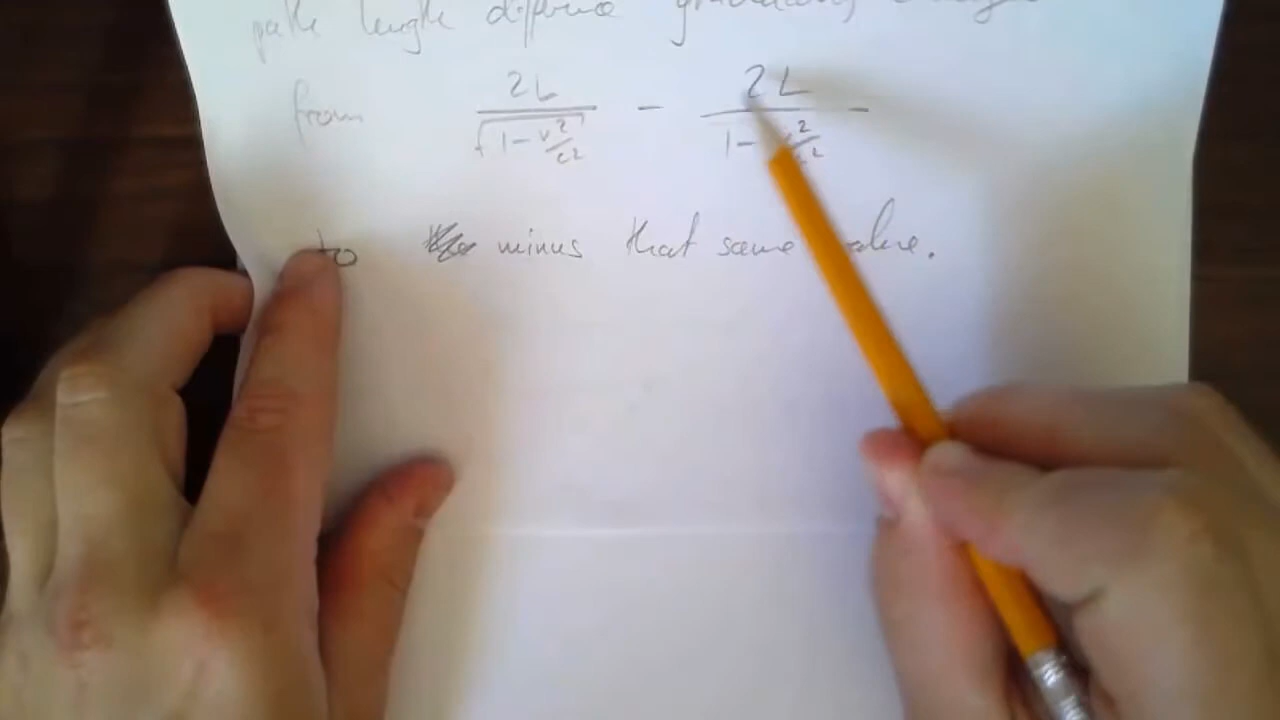 path length difference gradually changes
from 2L/√(1-v²/c²) - 2L/(1-v²/c²) -
to minus that same value.